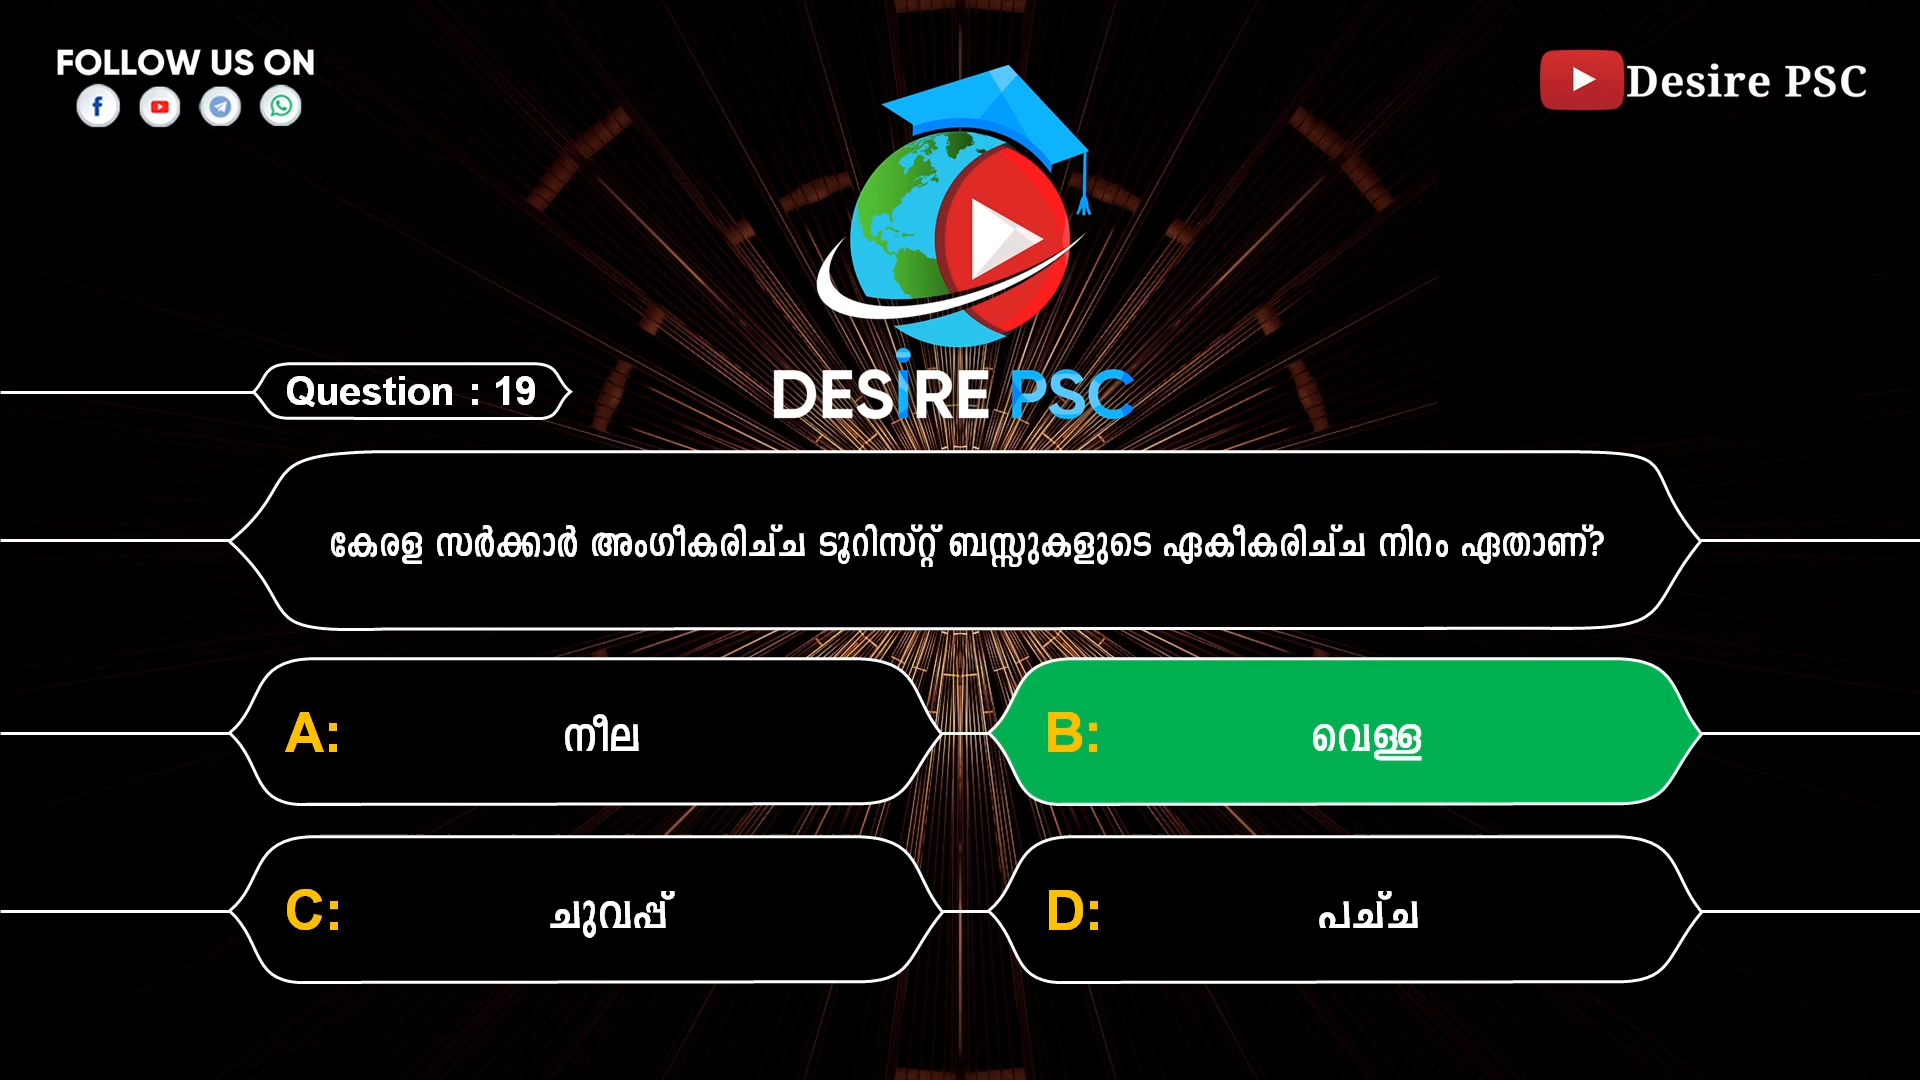 FOLLOW US ON
Desire PSC
DESiRE PSC
Question : 19
കേരള സർക്കാർ അംഗീകരിച്ച ടൂറിസ്റ്റ് ബസ്സുകളുടെ ഏകീകരിച്ച നിറം ഏതാണ്?
A: നീല
B: വെള്ള
C: ചുവപ്പ്
D: പച്ച